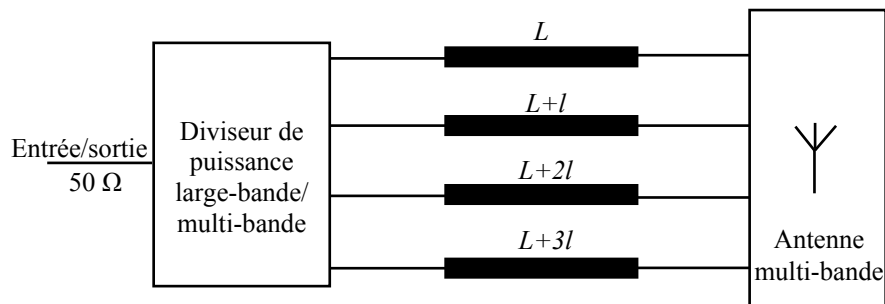 L
L+l
L+2l
L+3l
Entrée/sortie
50 Ω
Diviseur de
puissance
large-bande/
multi-bande
Antenne
multi-bande